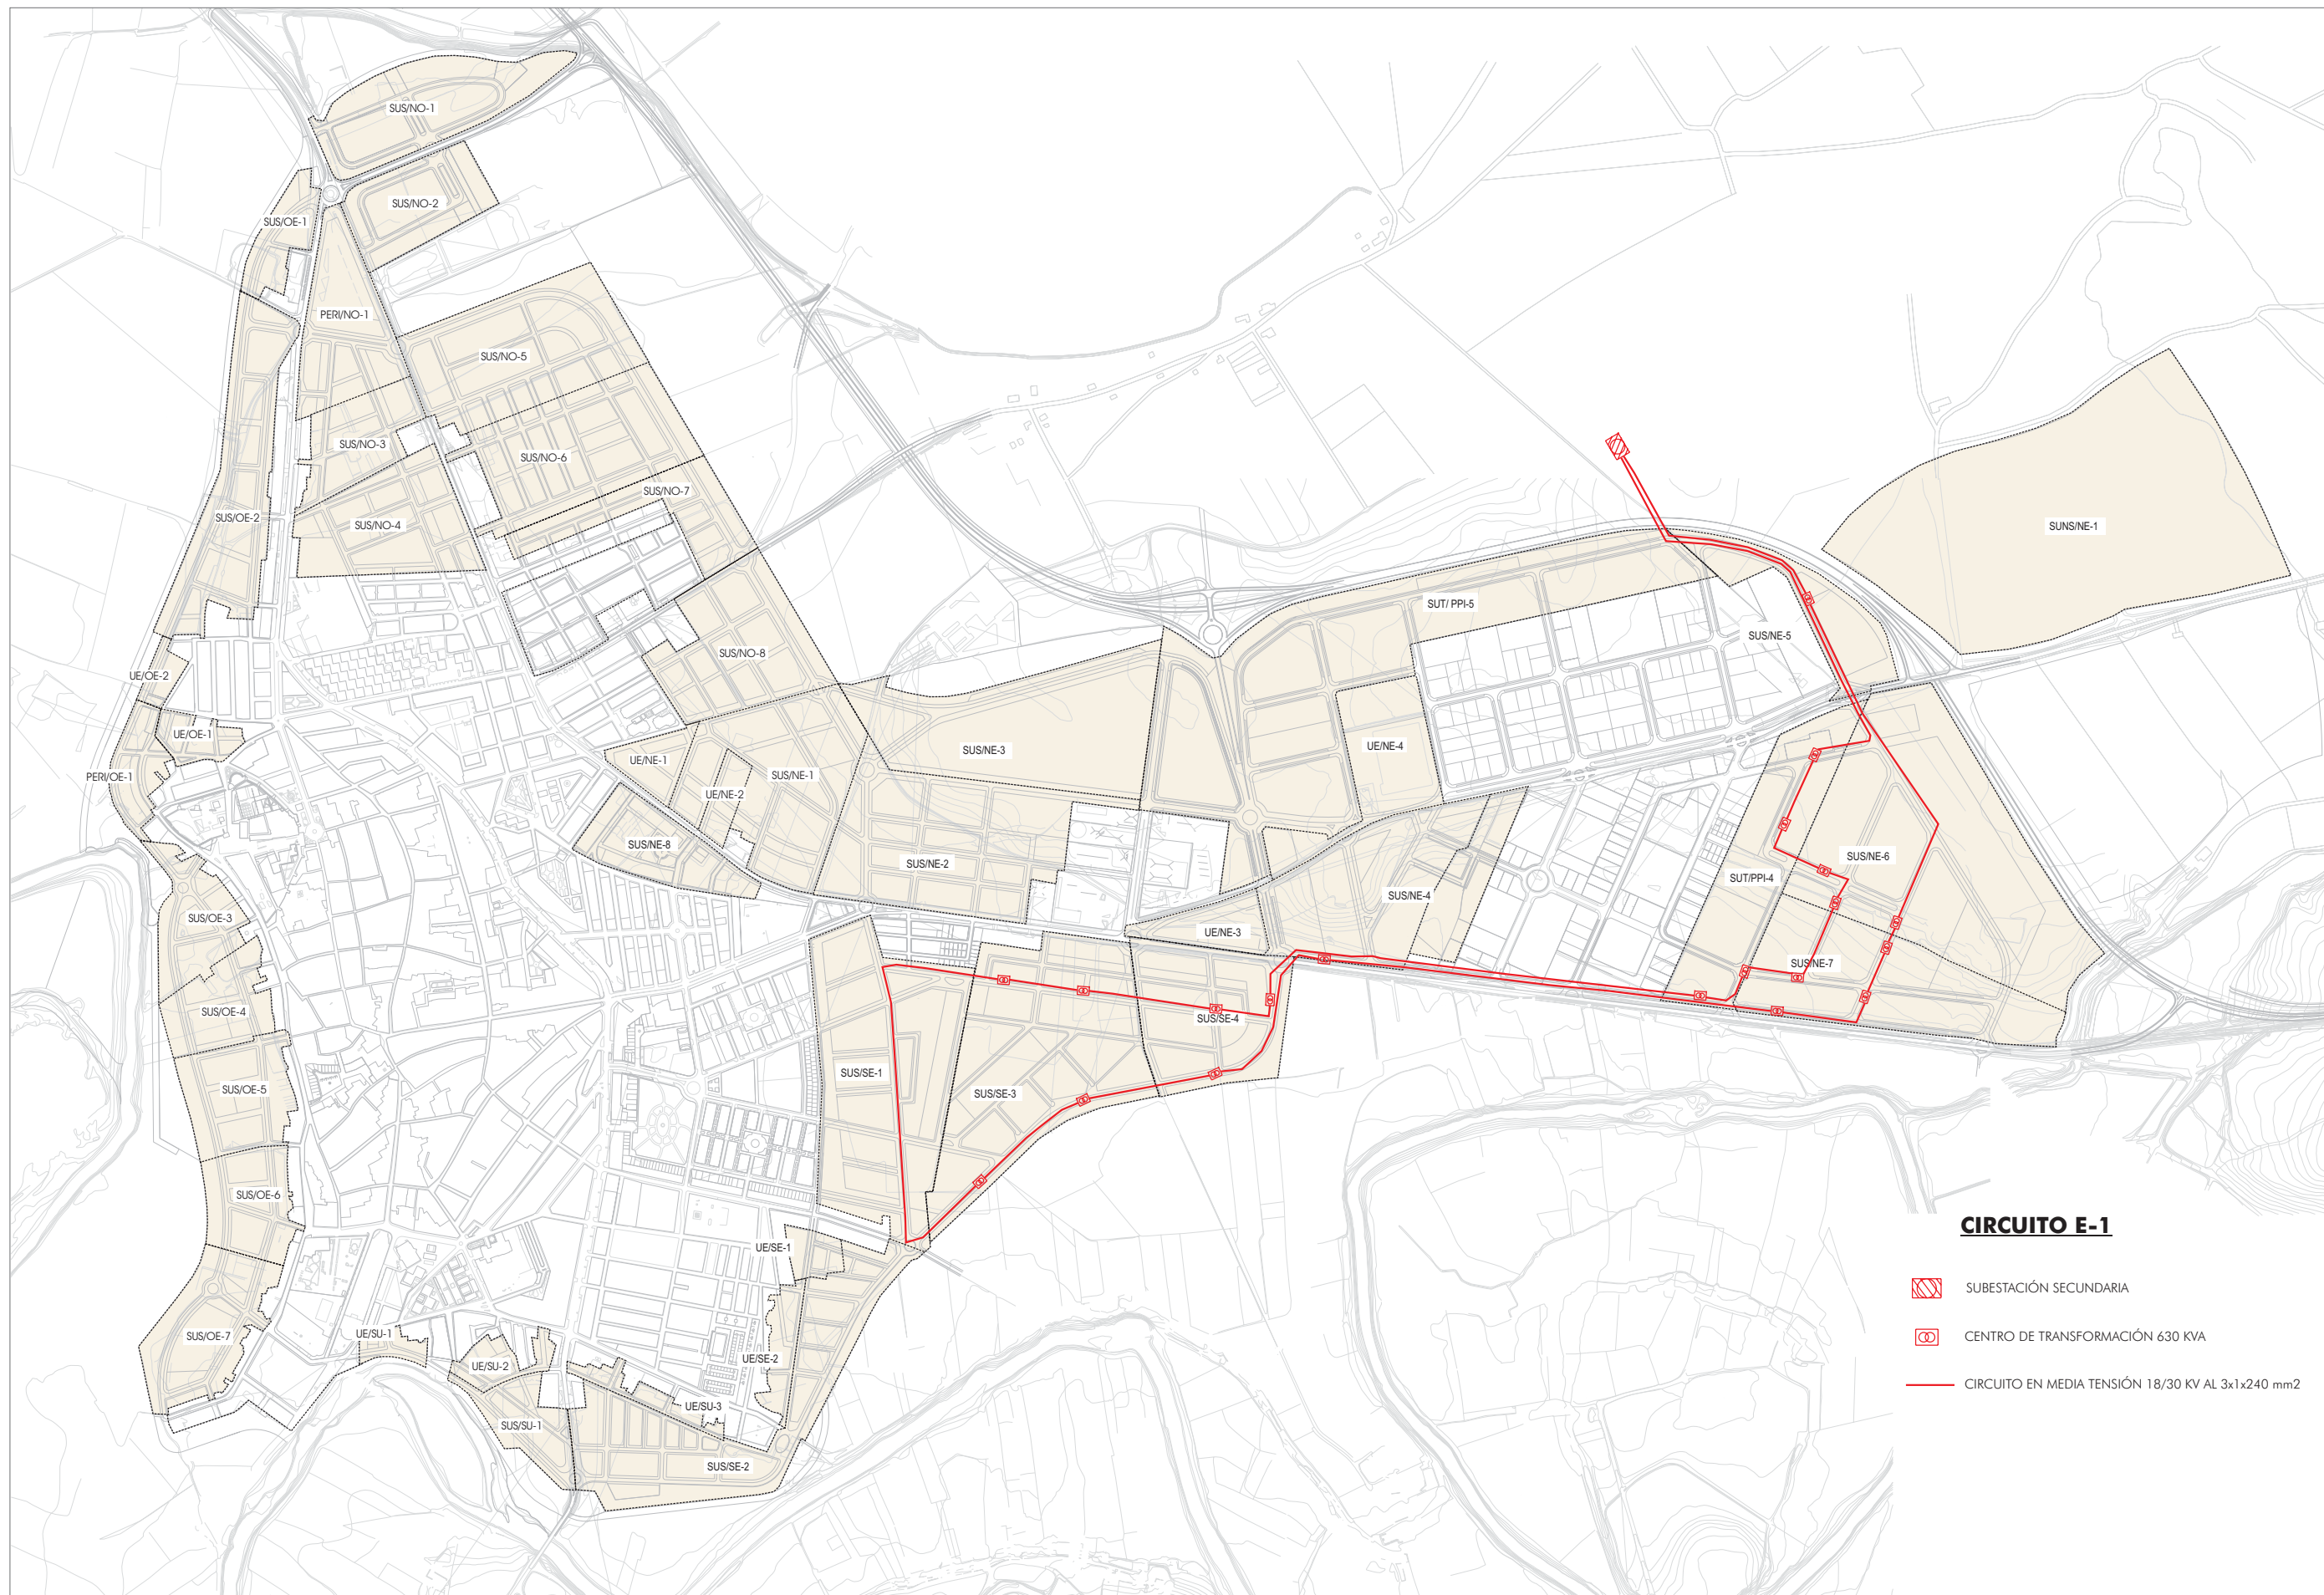 SUS/NO-1
SUS/NO-2
SUS/OE-1
PERI/NO-1
SUS/NO-5
SUS/NO-3
SUS/NO-6
SUS/NO-7
SUS/OE-2
SUS/NO-4
SUNS/NE-1
SUT/ PPI-5
SUS/NE-5
SUS/NO-8
UE/OE-2
UE/OE-1
SUS/NE-3
UE/NE-4
UE/NE-1
SUS/NE-1
PERI/OE-1
UE/NE-2
SUS/NE-8
SUS/NE-2
SUS/NE-6
SUT/PPI-4
SUS/NE-4
SUS/OE-3
UE/NE-3
SUS/NE-7
SUS/OE-4
SUS/SE-4
SUS/SE-1
SUS/OE-5
SUS/SE-3
SUS/OE-6
UE/SE-1
UE/SU-1
SUS/OE-7
UE/SE-2
UE/SU-2
UE/SU-3
SUS/SU-1
SUS/SE-2
CIRCUITO E-1
SUBESTACIÓN SECUNDARIA
CENTRO DE TRANSFORMACIÓN 630 KVA
CIRCUITO EN MEDIA TENSIÓN 18/30 KV AL 3x1x240 mm2